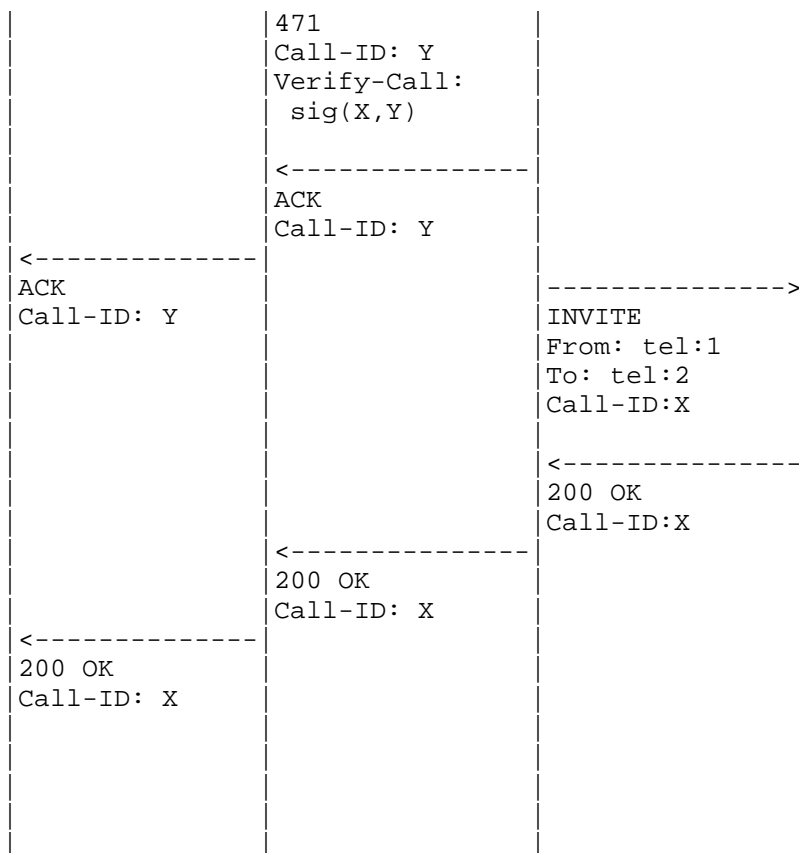 471
Call-ID: Y
Verify-Call:
sig(X,Y)
<---------------
ACK
Call-ID: Y
<--------------
ACK
--------------->
Call-ID: Y
INVITE
From: tel:1
To: tel:2
Call-ID:X
<---------------
200 OK
Call-ID:X
<---------------
200 OK
Call-ID: X
<--------------
200 OK
Call-ID: X